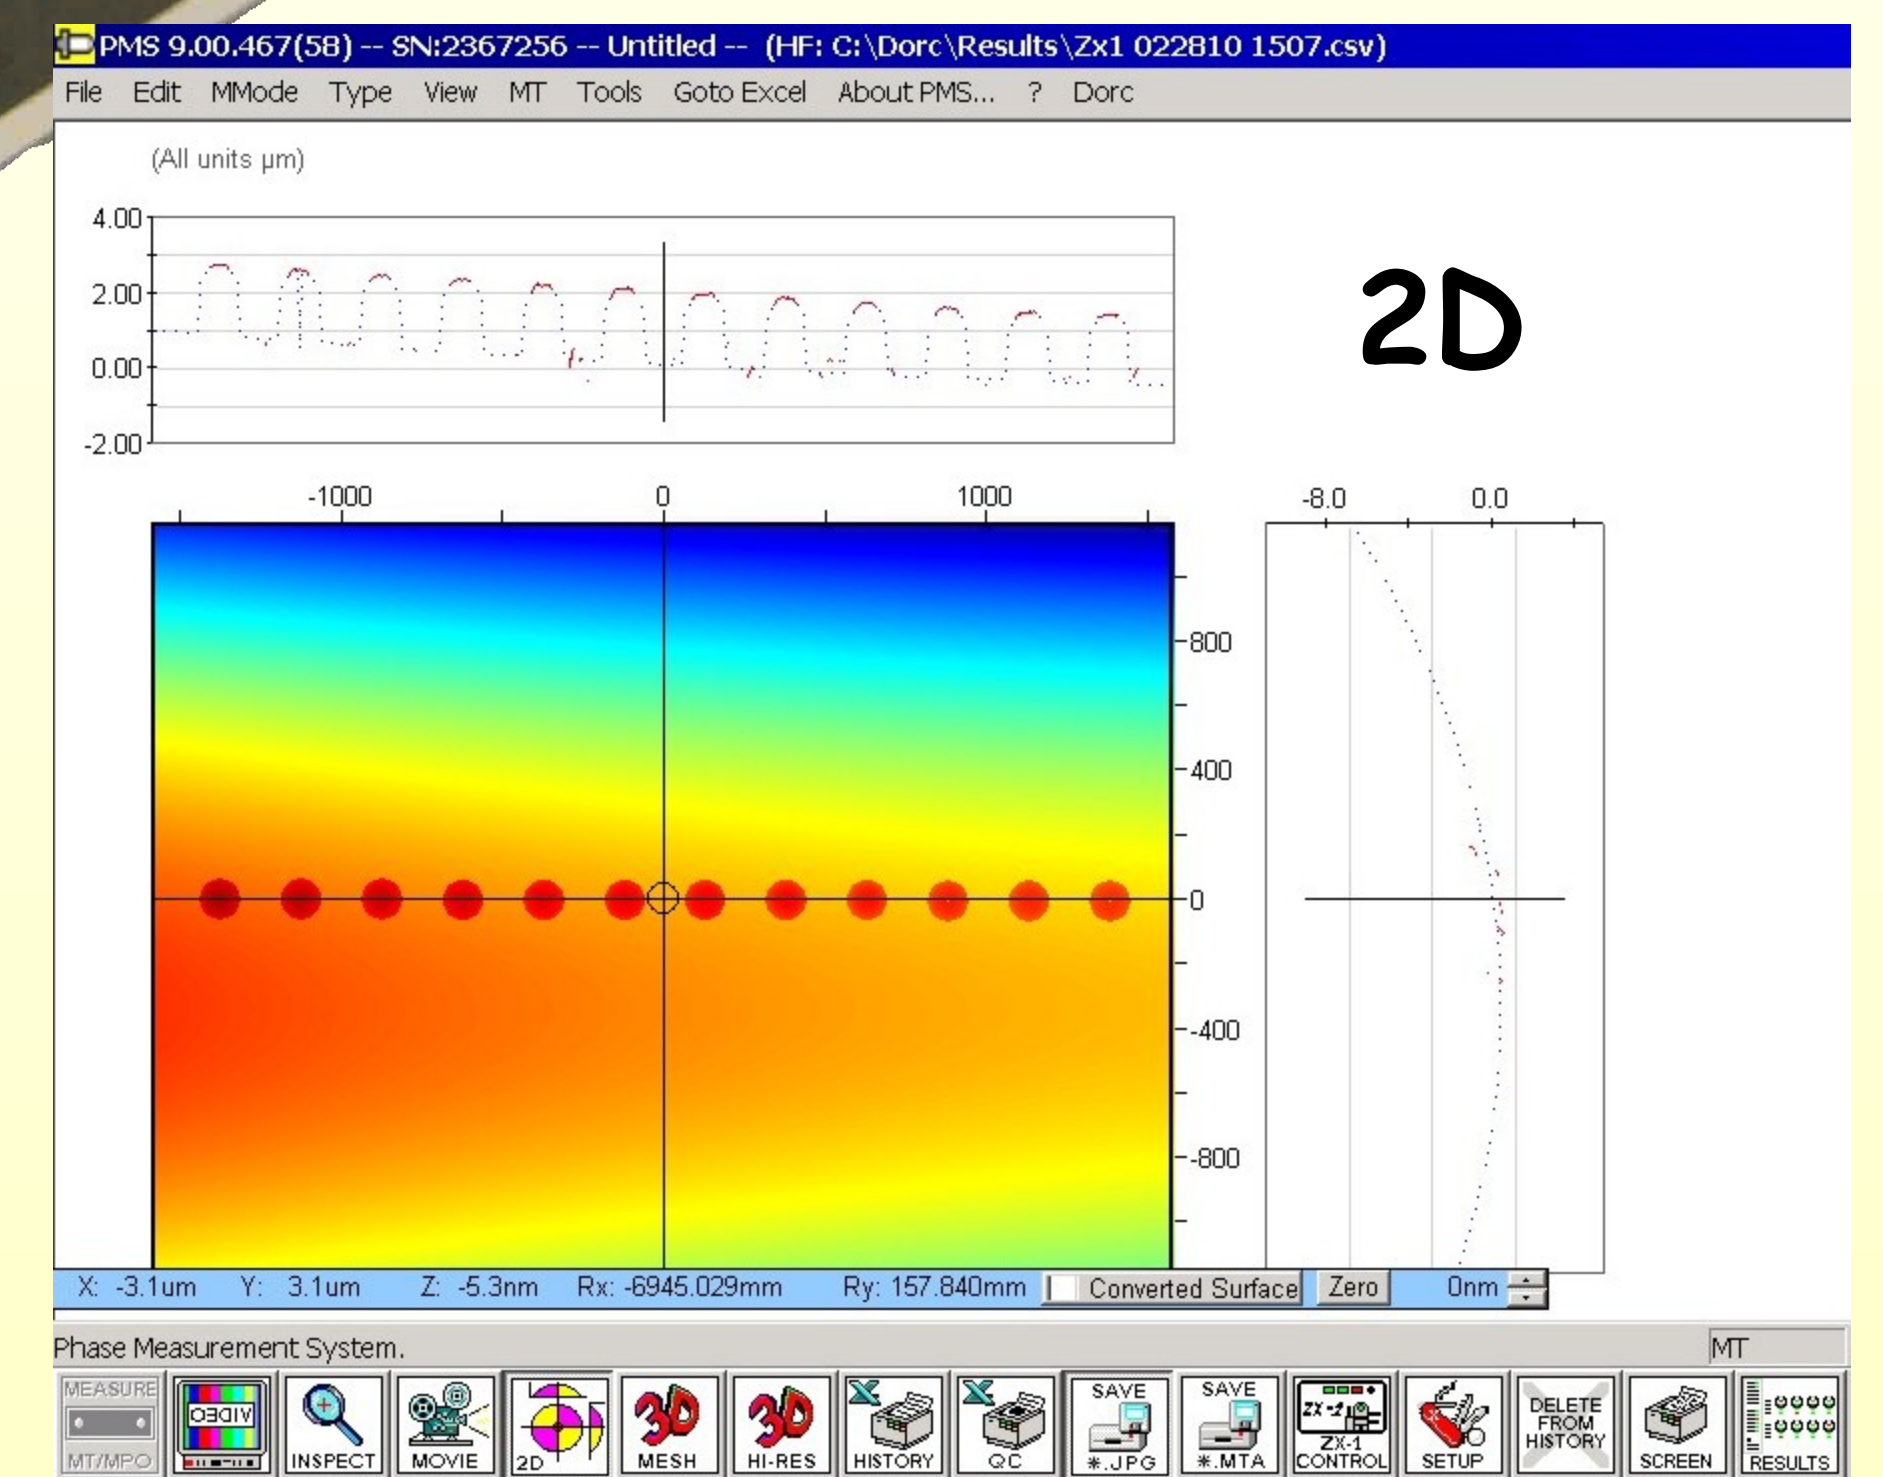 PMS 9.00.467(58) -- SN:2367256 -- Untitled -- (HF: C:\Dorc\Results\Zx1 022810 1507.csv)
File Edit MMode Type View MT Tools Goto Excel About PMS... ? Dorc
(All units µm)
4.00
2.00
0.00
-2.00
2D
-1000 0 1000
-8.0 0.0
800
400
0
-400
-800
X: -3.1um Y: 3.1um Z: -5.3nm Rx: -6945.029mm Ry: 157.840mm Converted Surface Zero 0nm
Phase Measurement System.
MT
MEASURE
MT/MPO
VIDEO
INSPECT
MOVIE
2D
3D
MESH
3D
HI-RES
X
HISTORY
X
QC
SAVE
*.JPG
SAVE
*.MTA
ZX-1
ZX-1
CONTROL
SETUP
DELETE
FROM
HISTORY
SCREEN
RESULTS